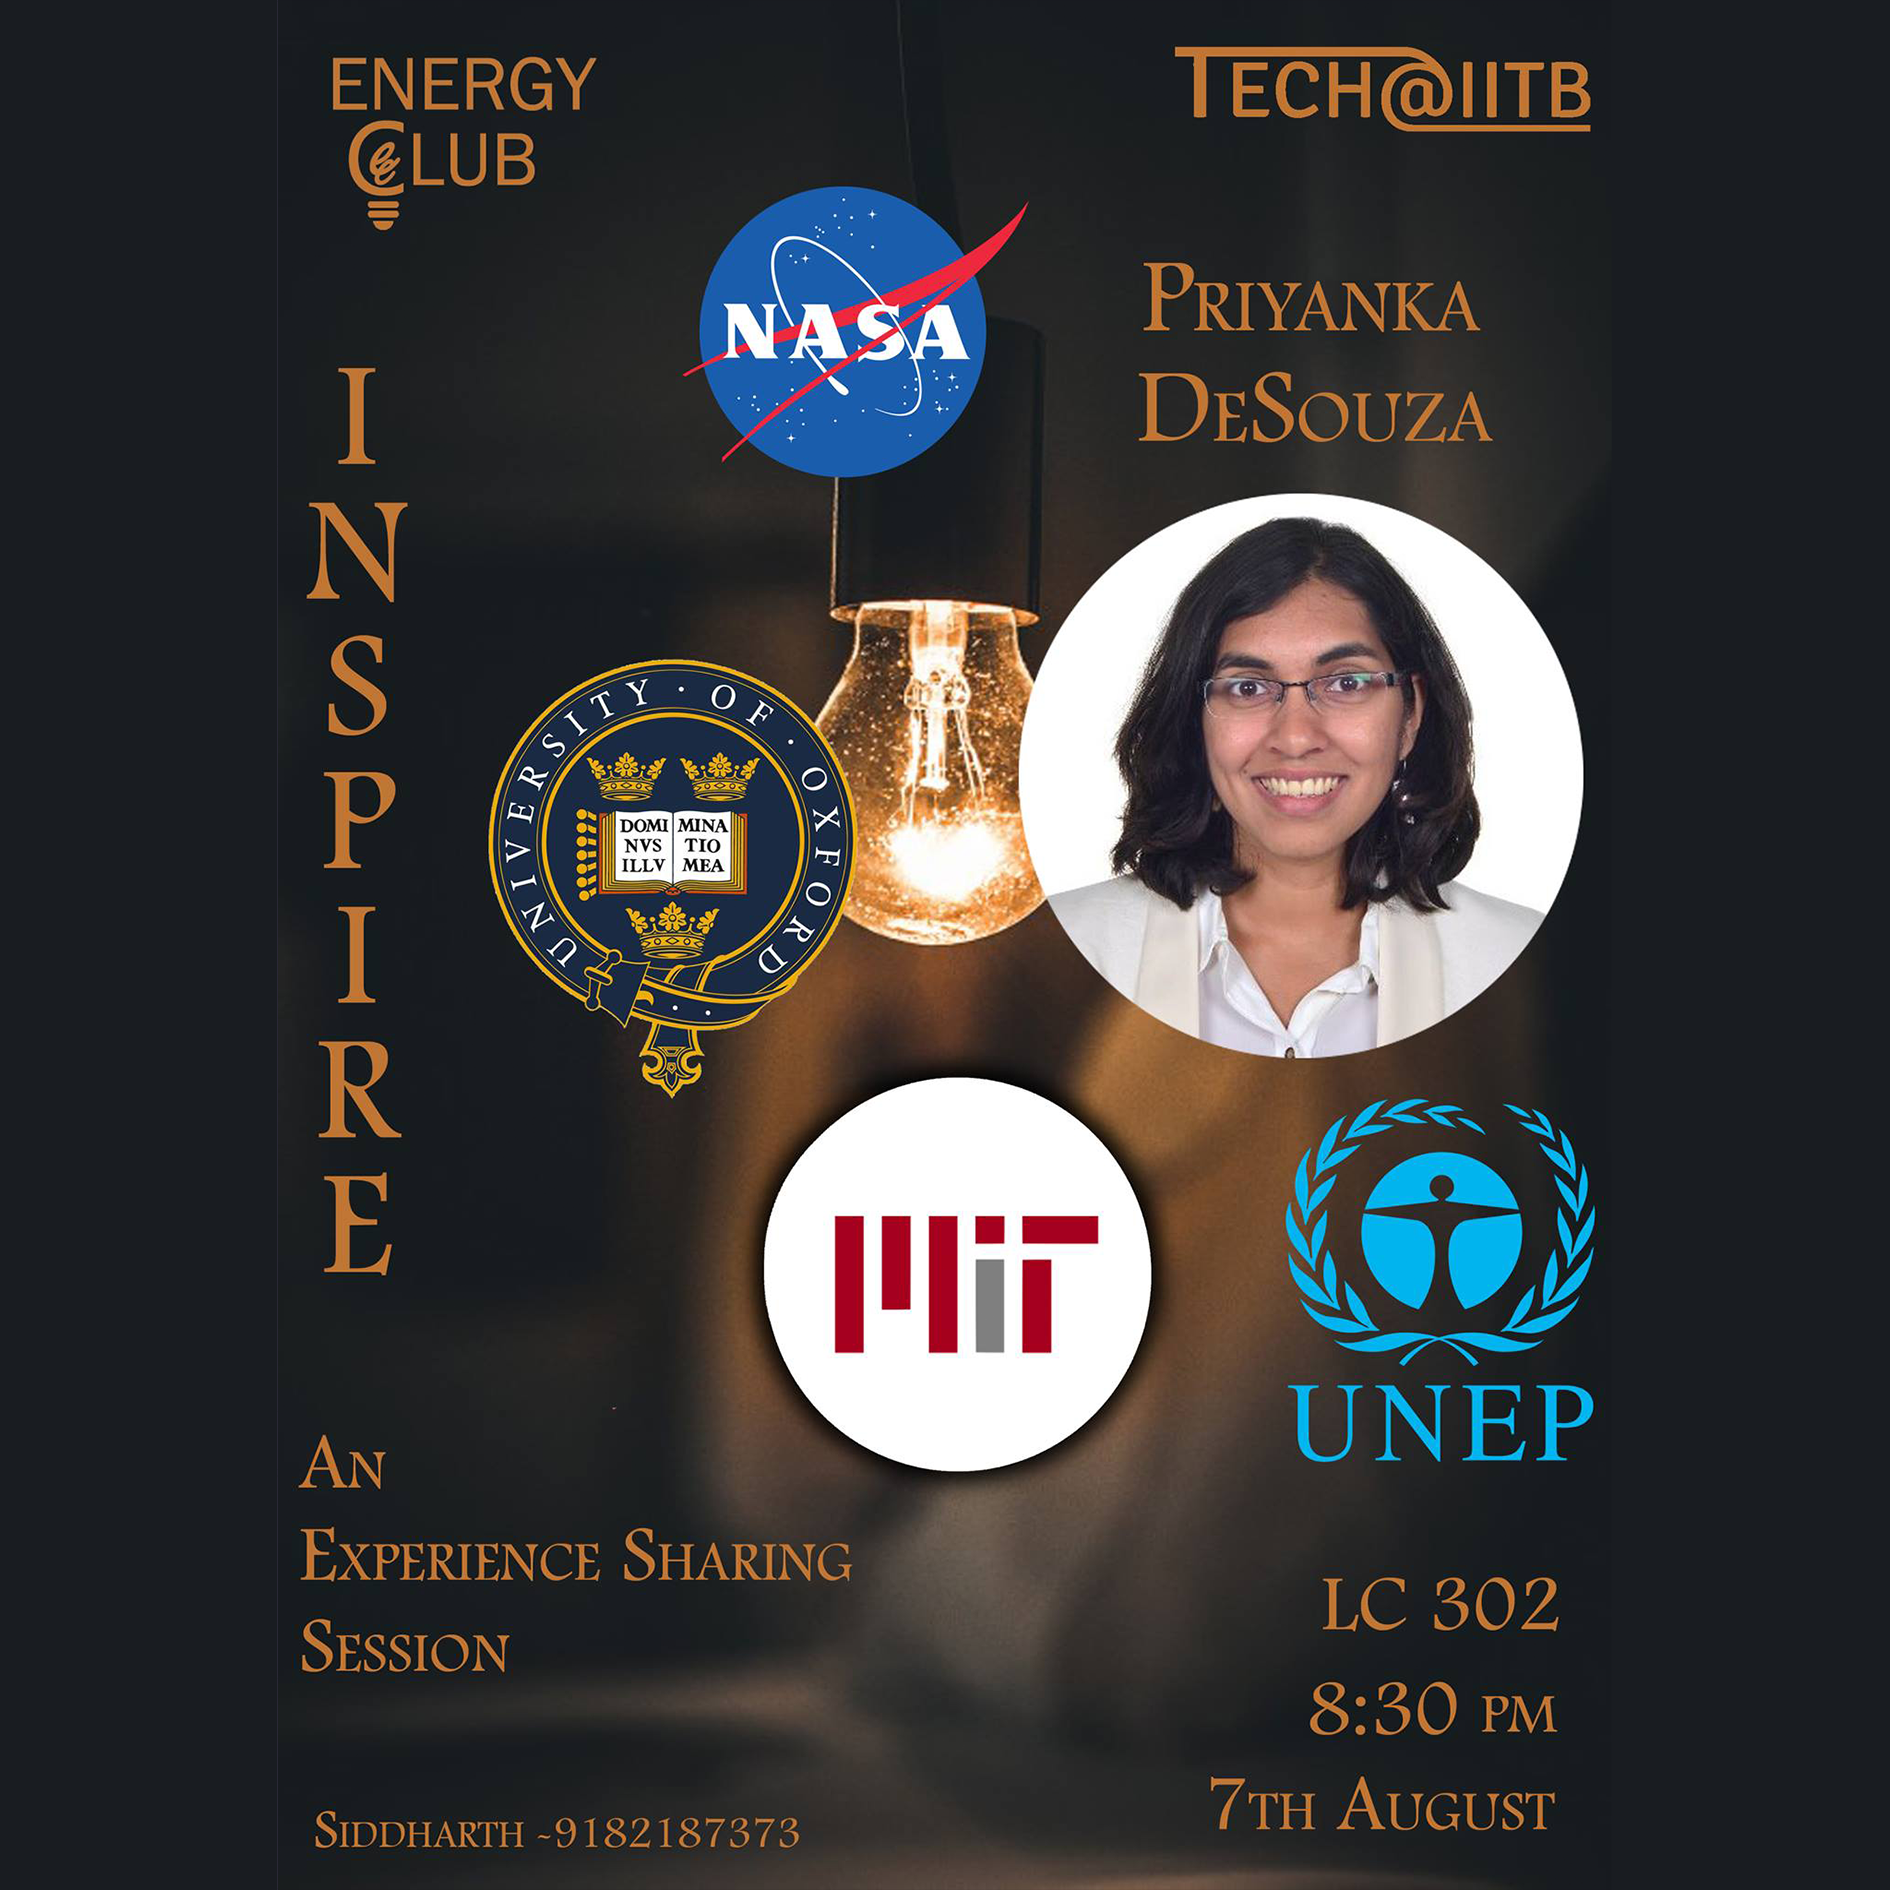 ENERGY
CLUB
TECH@IITB
NASA
PRIYANKA
DESOUZA
INSPIRE
UNIVERSITY · OF · OXFORD
DOMI MINA
NVS TIO
ILLV MEA
MIT
UNEP
AN
EXPERIENCE SHARING
SESSION
LC 302
8:30 PM
7TH AUGUST
SIDDHARTH -9182187373